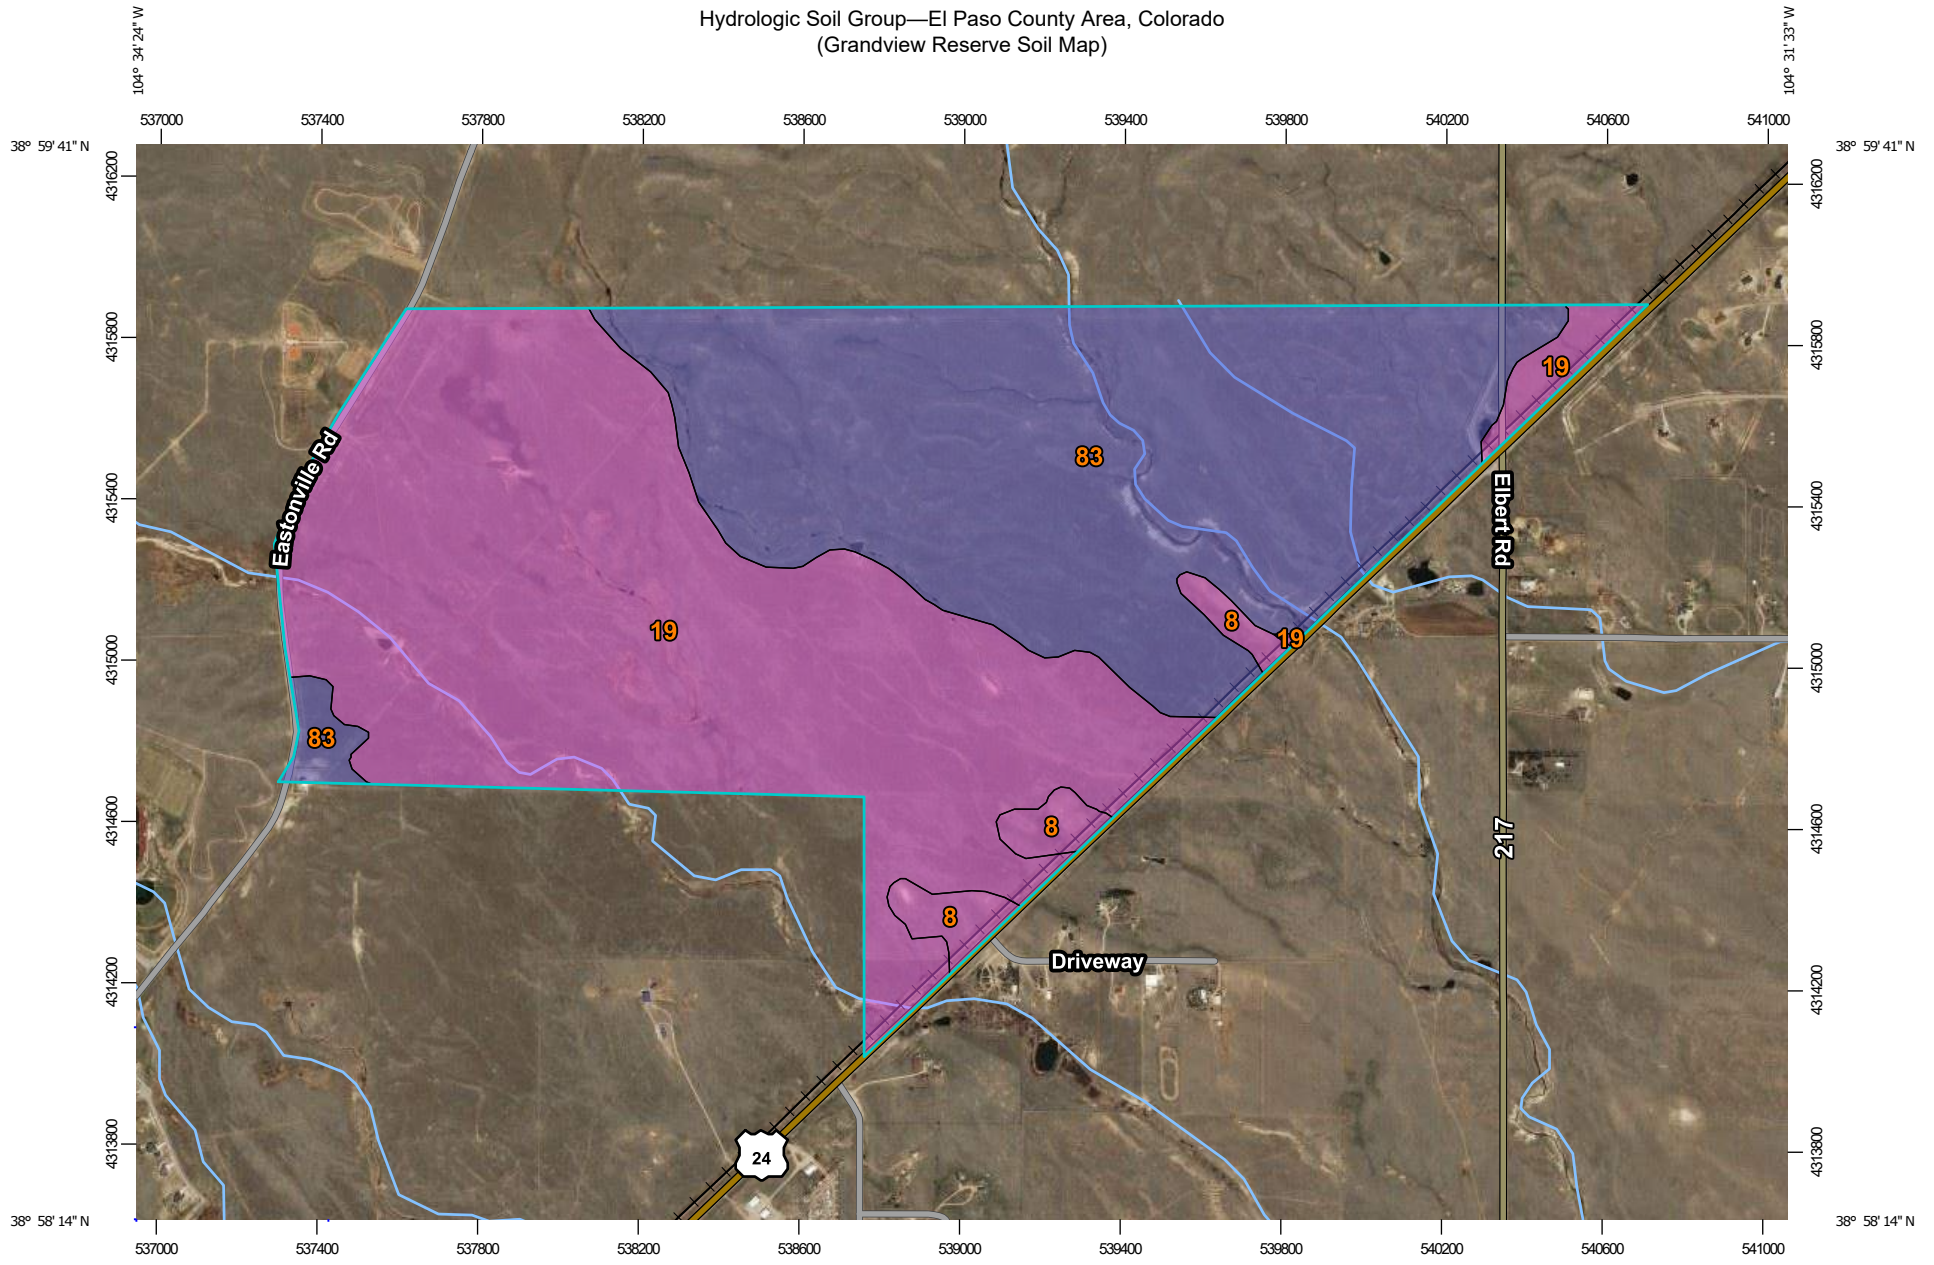 Hydrologic Soil Group—El Paso County Area, Colorado
(Grandview Reserve Soil Map)
104° 34' 24" W
104° 31' 33" W
537000 537400 537800 538200 538600 539000 539400 539800 540200 540600 541000
38° 59' 41" N
38° 59' 41" N
4316200
4316200
4315800
4315800
19
Eastonville Rd
83
4315400
4315400
Elbert Rd
19
8
19
4315000
4315000
83
4314600
8
217
4314600
8
Driveway
4314200
4314200
4313800
24
4313800
38° 58' 14" N
38° 58' 14" N
537000 537400 537800 538200 538600 539000 539400 539800 540200 540600 541000